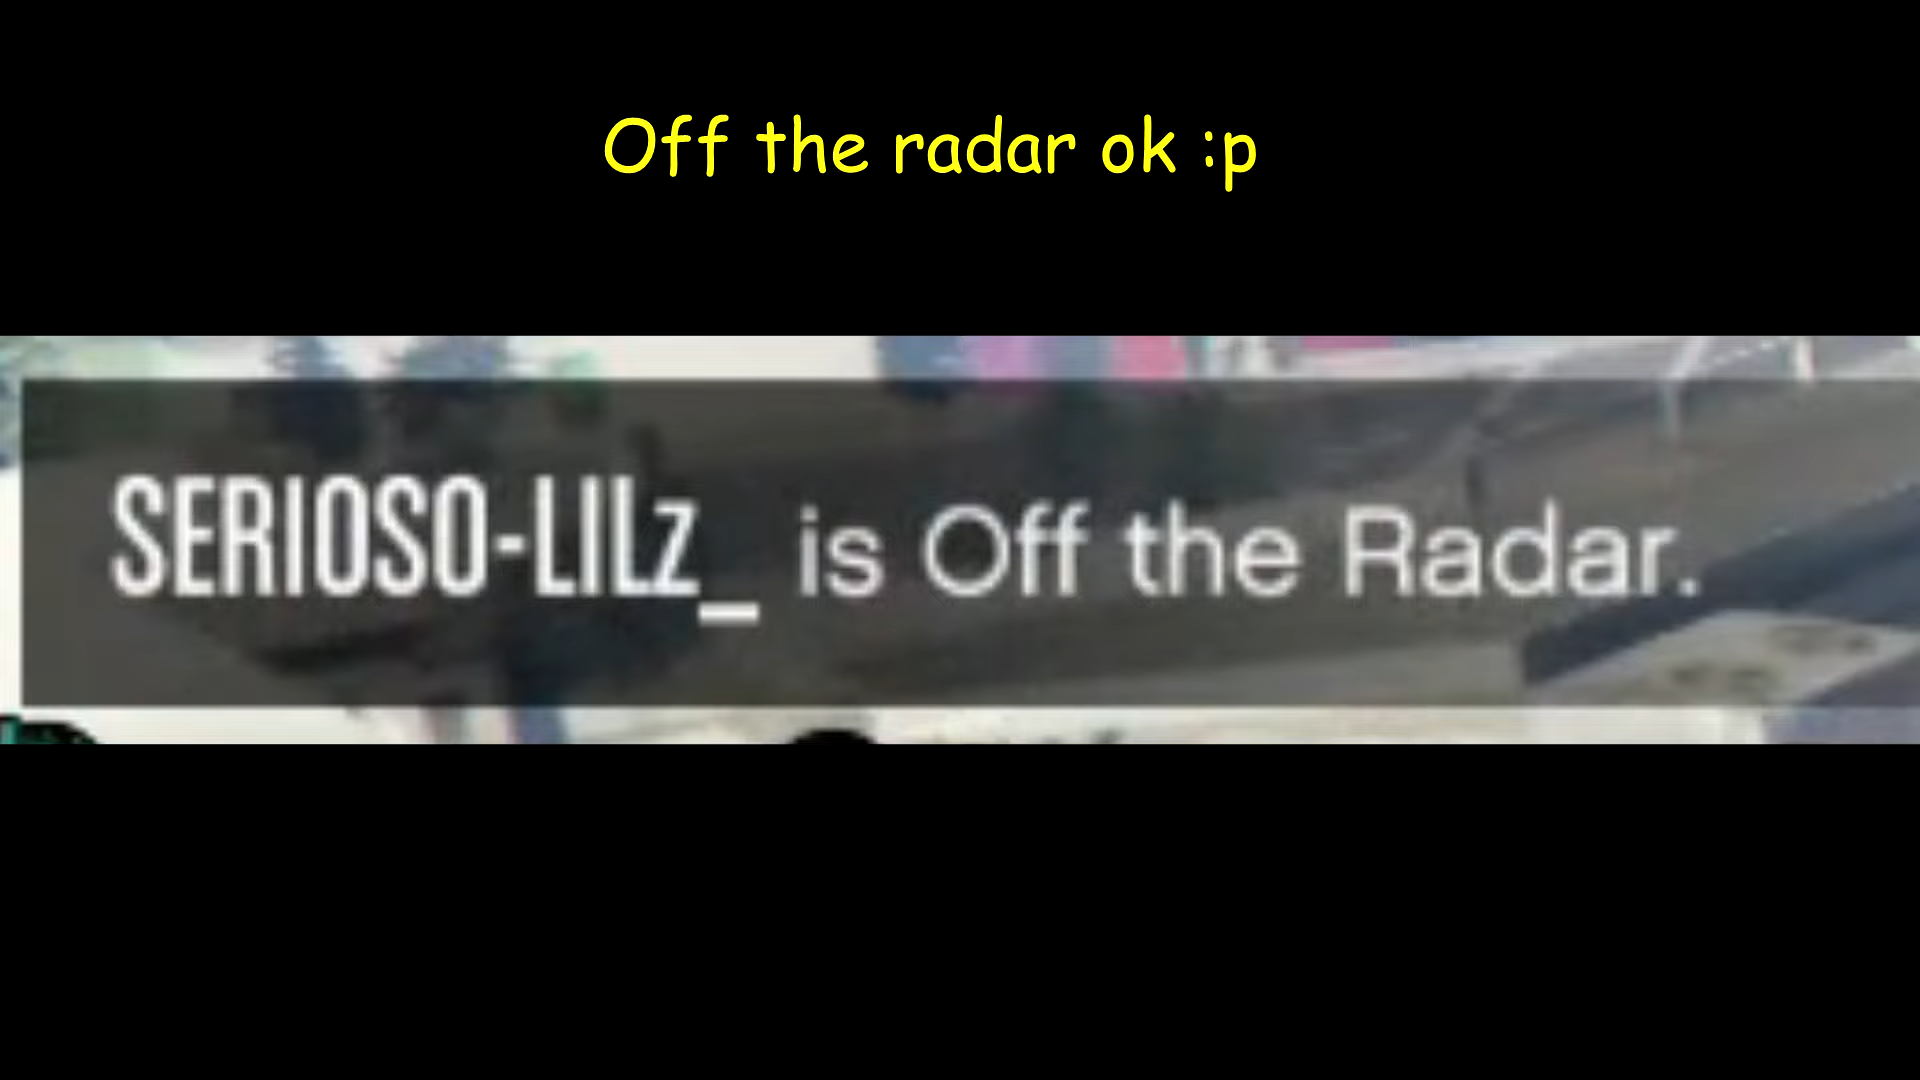 Off the radar ok :p
SERIOSO-LILz_ is Off the Radar.